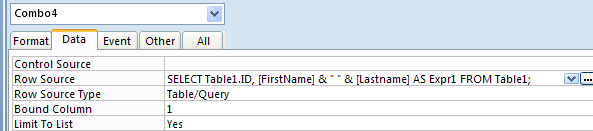 Combo4
Format Data Event Other All
Control Source
Row Source SELECT Table1.ID, [FirstName] & " " & [Lastname] AS Expr1 FROM Table1; ...
Row Source Type Table/Query
Bound Column 1
Limit To List Yes